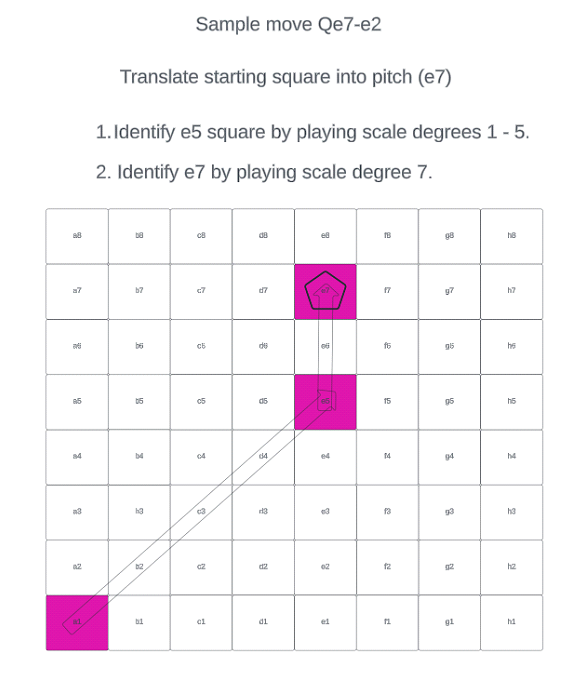 Sample move Qe7-e2
Translate starting square into pitch (e7)
1. Identify e5 square by playing scale degrees 1 - 5.
2. Identify e7 by playing scale degree 7.
a8 b8 c8 d8 e8 f8 g8 h8
a7 b7 c7 d7 e7 f7 g7 h7
a6 b6 c6 d6 e6 f6 g6 h6
a5 b5 c5 d5 e5 f5 g5 h5
a4 b4 c4 d4 e4 f4 g4 h4
a3 b3 c3 d3 e3 f3 g3 h3
a2 b2 c2 d2 e2 f2 g2 h2
a1 b1 c1 d1 e1 f1 g1 h1